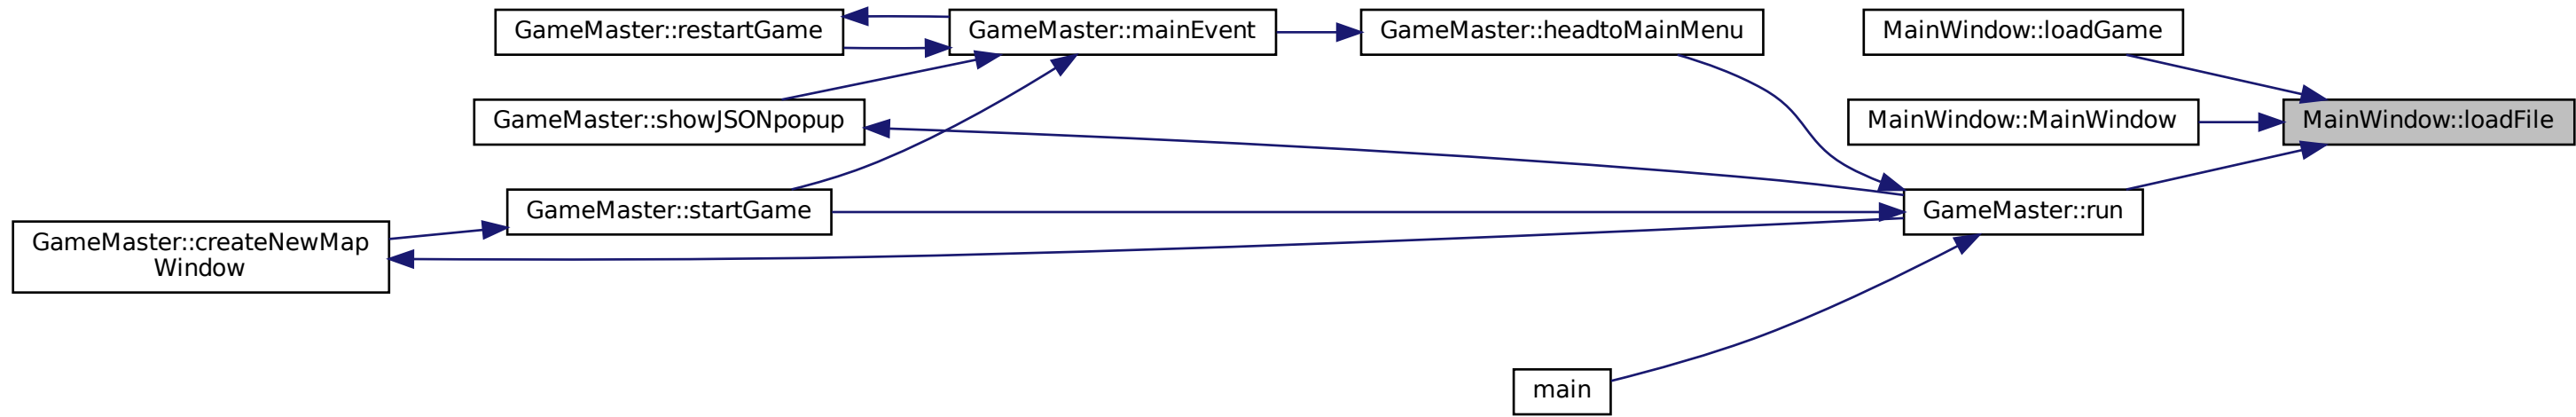 GameMaster::restartGame
GameMaster::mainEvent
GameMaster::headtoMainMenu
MainWindow::loadGame
GameMaster::showJSONpopup
MainWindow::MainWindow
MainWindow::loadFile
GameMaster::startGame
GameMaster::run
GameMaster::createNewMap
Window
main